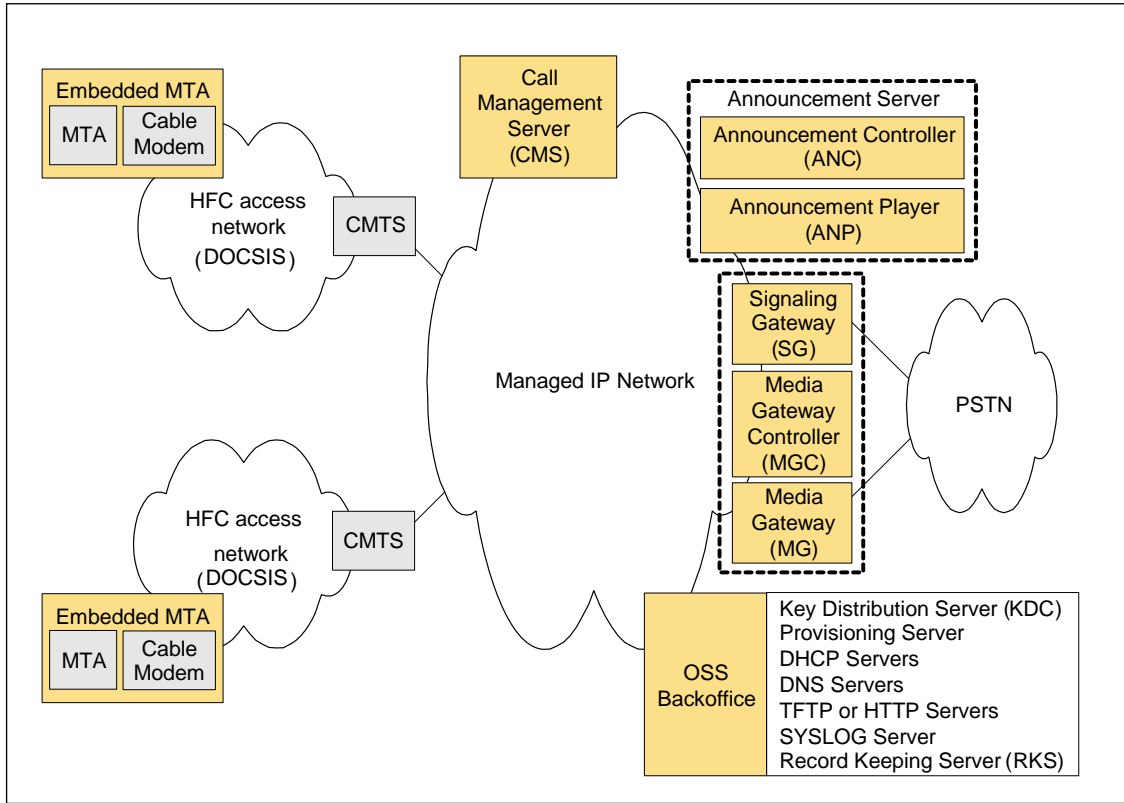 Embedded MTA
MTA
Cable
Modem
HFC access
network
(DOCSIS)
CMTS
Call
Management
Server
(CMS)
Announcement Server
Announcement Controller
(ANC)
Announcement Player
(ANP)
Managed IP Network
Signaling
Gateway
(SG)
Media
Gateway
Controller
(MGC)
Media
Gateway
(MG)
PSTN
HFC access
network
(DOCSIS)
CMTS
Embedded MTA
MTA
Cable
Modem
OSS
Backoffice
Key Distribution Server (KDC)
Provisioning Server
DHCP Servers
DNS Servers
TFTP or HTTP Servers
SYSLOG Server
Record Keeping Server (RKS)